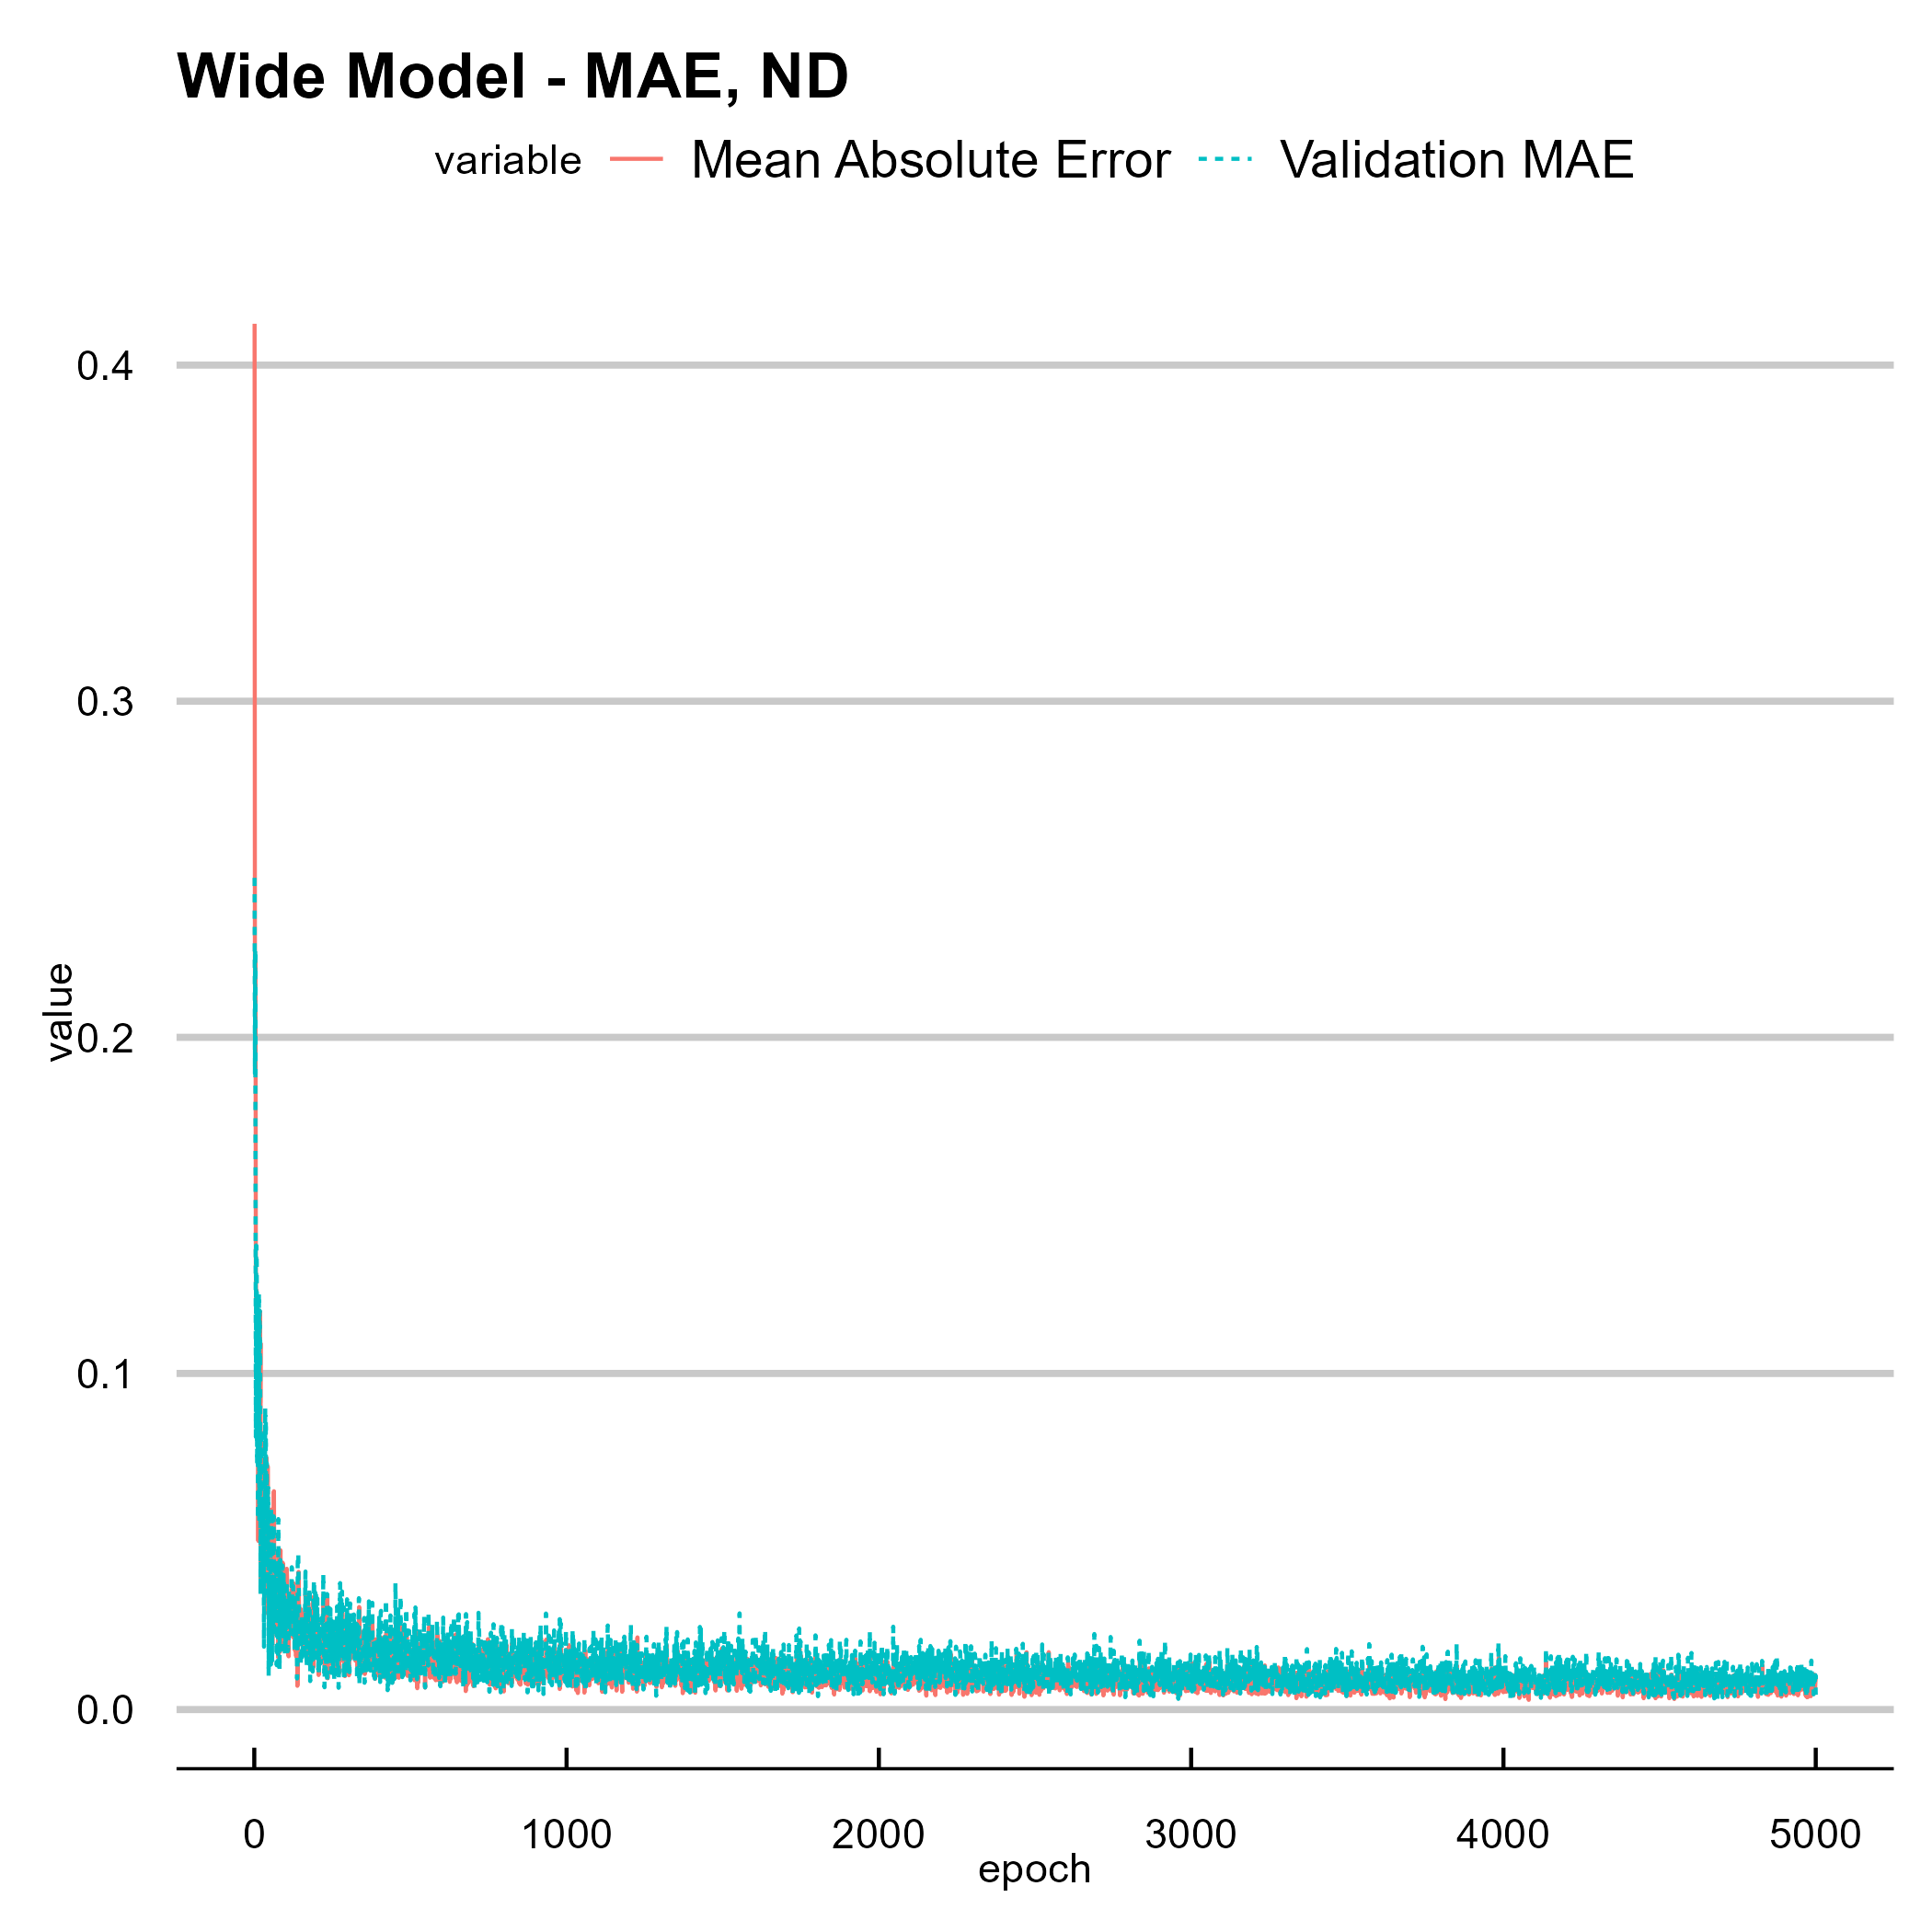 Wide Model - MAE, ND
variable Mean Absolute Error Validation MAE
0.4
0.3
0.2
0.1
0.0
value
0 1000 2000 3000 4000 5000
epoch